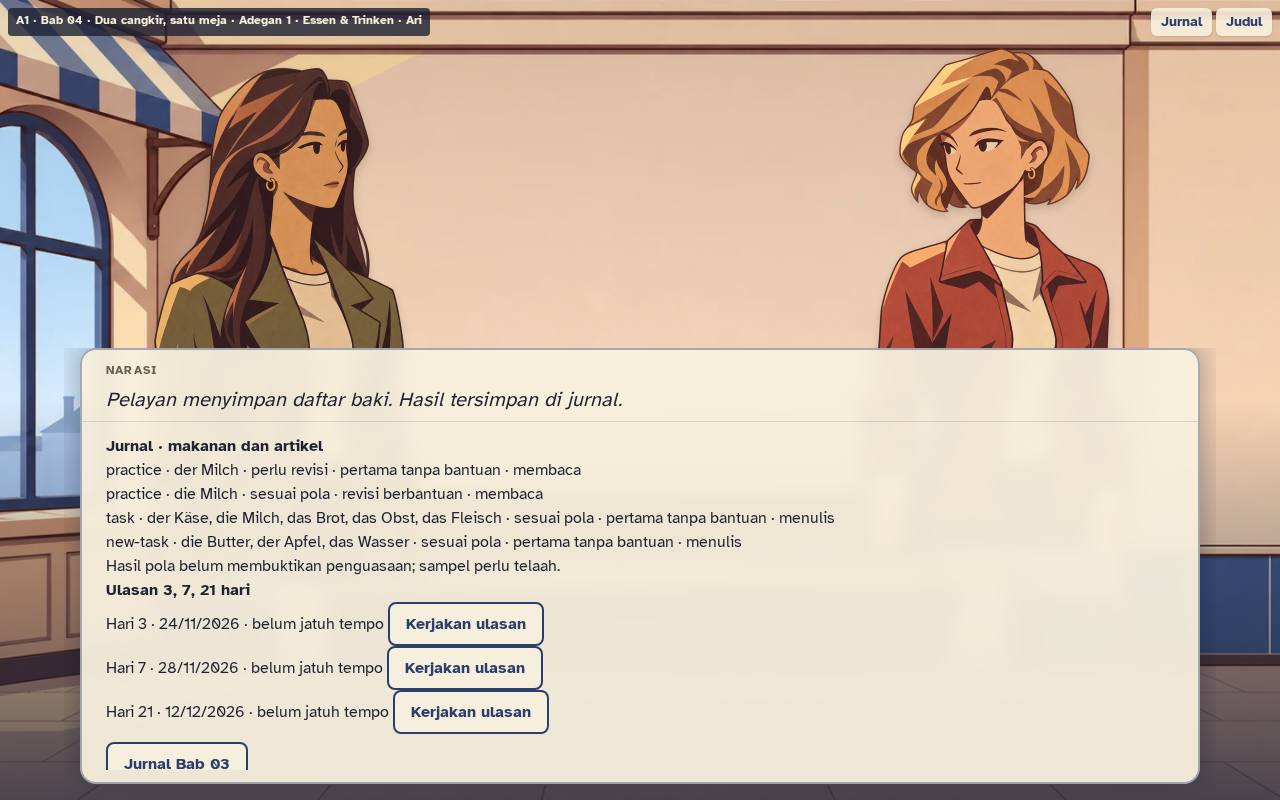 A1 · Bab 04 · Dua cangkir, satu meja · Adegan 1 · Essen & Trinken · Ari
Jurnal
Judul
NARASI
Pelayan menyimpan daftar baki. Hasil tersimpan di jurnal.
Jurnal · makanan dan artikel
practice · der Milch · perlu revisi · pertama tanpa bantuan · membaca
practice · die Milch · sesuai pola · revisi berbantuan · membaca
task · der Käse, die Milch, das Brot, das Obst, das Fleisch · sesuai pola · pertama tanpa bantuan · menulis
new-task · die Butter, der Apfel, das Wasser · sesuai pola · pertama tanpa bantuan · menulis
Hasil pola belum membuktikan penguasaan; sampel perlu telaah.
Ulasan 3, 7, 21 hari
Hari 3 · 24/11/2026 · belum jatuh tempo Kerjakan ulasan
Hari 7 · 28/11/2026 · belum jatuh tempo Kerjakan ulasan
Hari 21 · 12/12/2026 · belum jatuh tempo Kerjakan ulasan
Jurnal Bab 03